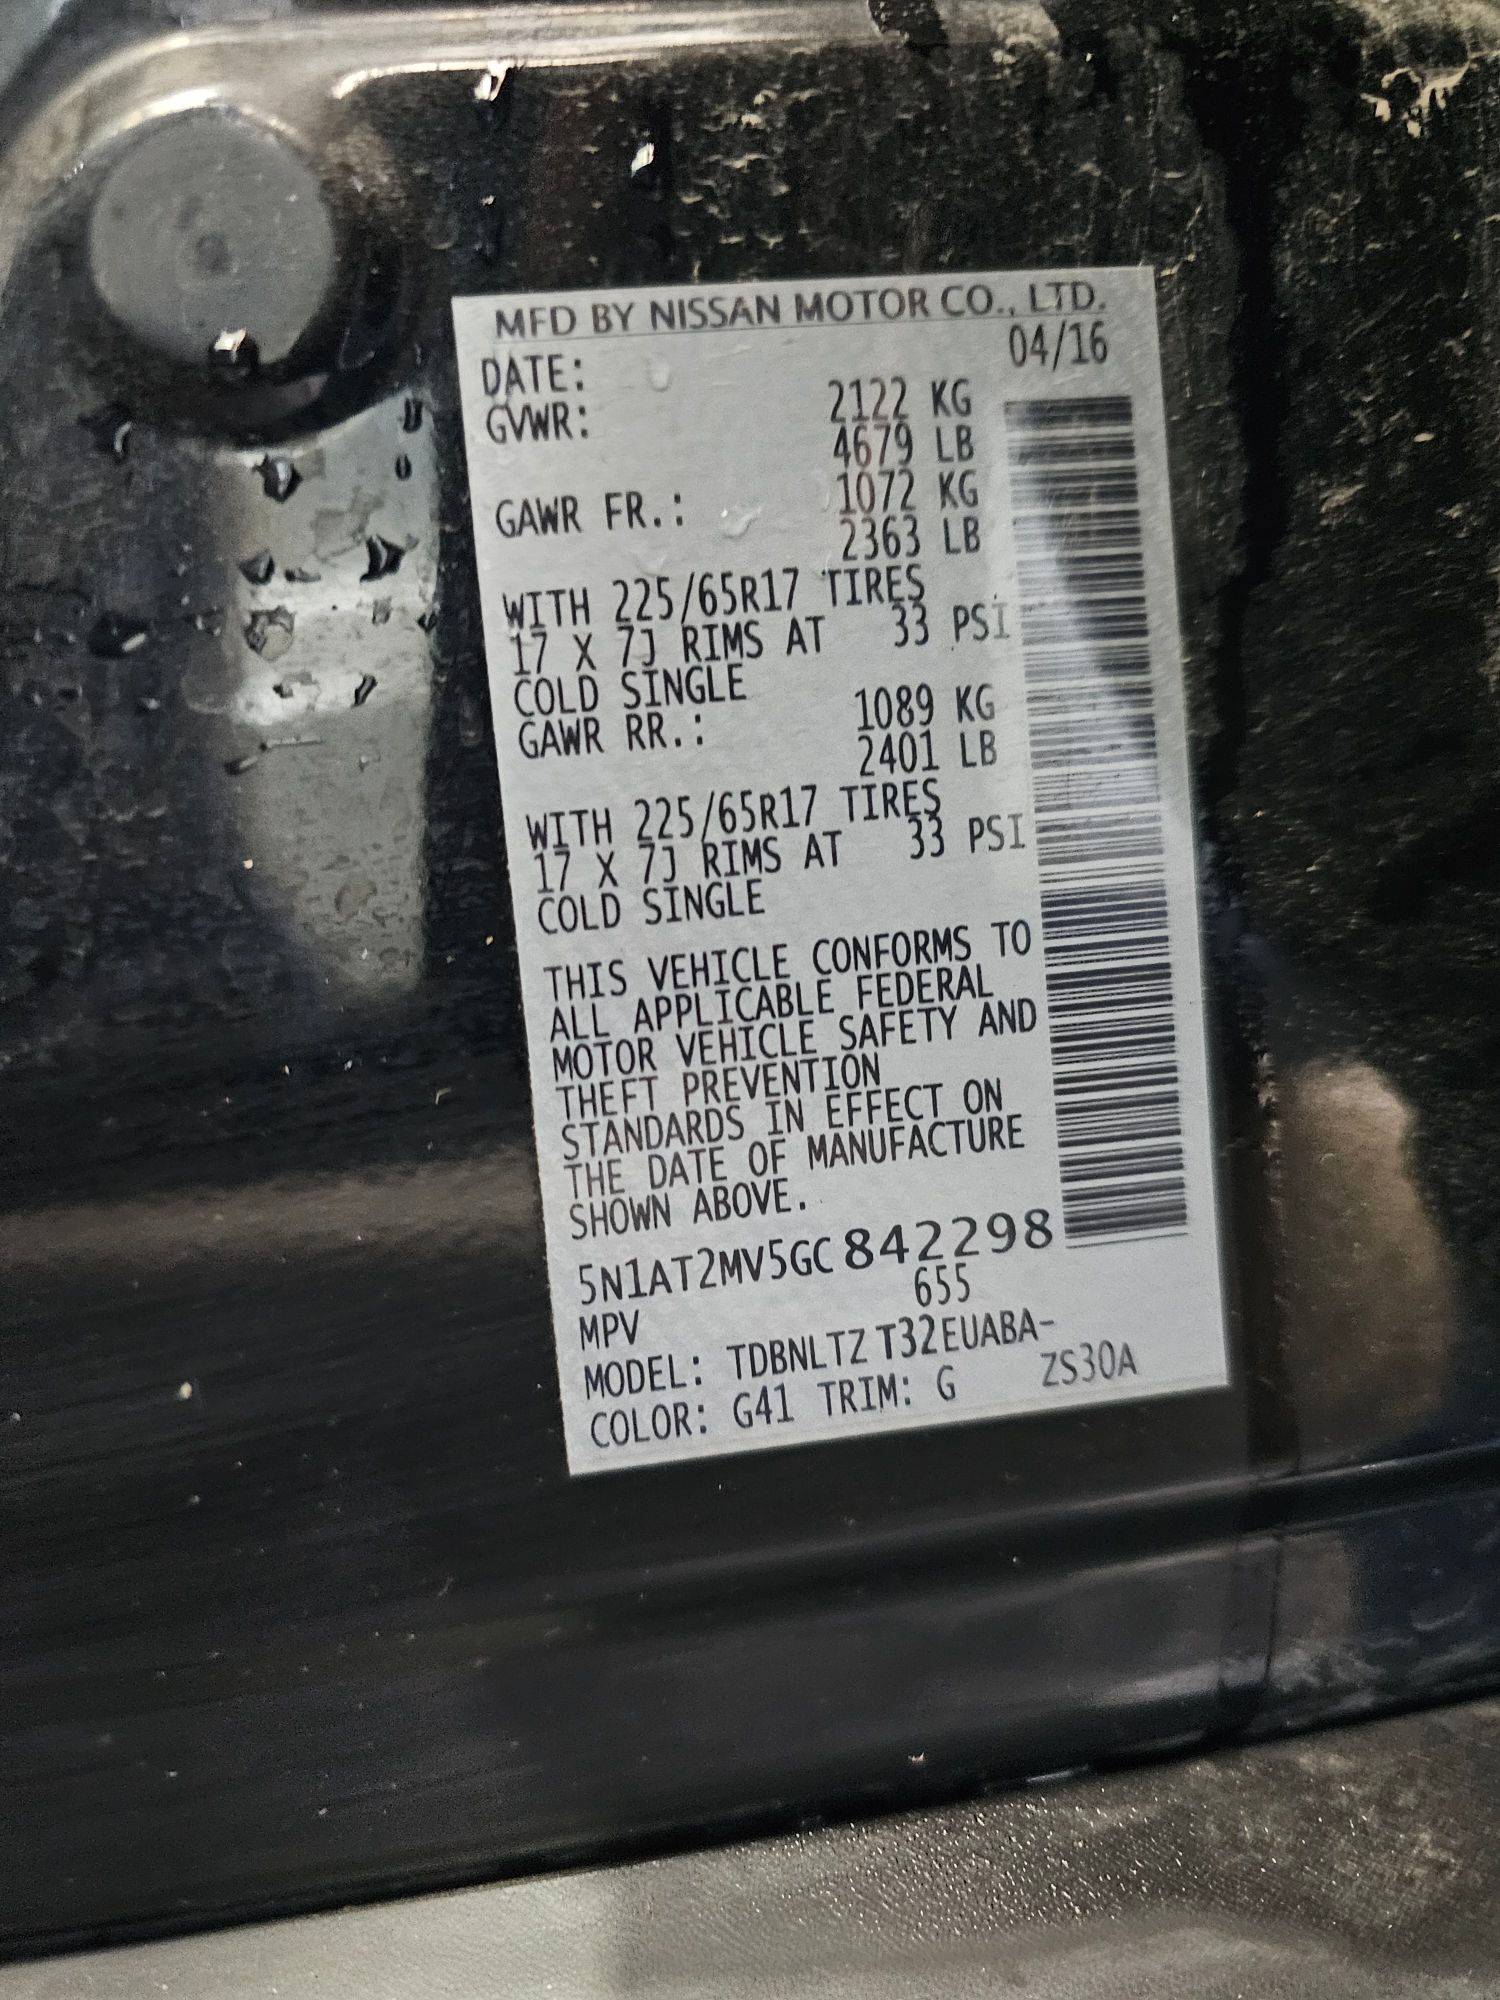 MFD BY NISSAN MOTOR CO., LTD.
DATE: 04/16
GVWR: 2122 KG
4679 LB
GAWR FR.: 1072 KG
2363 LB
WITH 225/65R17 TIRES
17 X 7J RIMS AT 33 PSI
COLD SINGLE
GAWR RR.: 1089 KG
2401 LB
WITH 225/65R17 TIRES
17 X 7J RIMS AT 33 PSI
COLD SINGLE
THIS VEHICLE CONFORMS TO
ALL APPLICABLE FEDERAL
MOTOR VEHICLE SAFETY AND
THEFT PREVENTION
STANDARDS IN EFFECT ON
THE DATE OF MANUFACTURE
SHOWN ABOVE.
5N1AT2MV5GC842298
MPV 655
MODEL: TDBNLTZ T32EUABA-
COLOR: G41 TRIM: G ZS30A